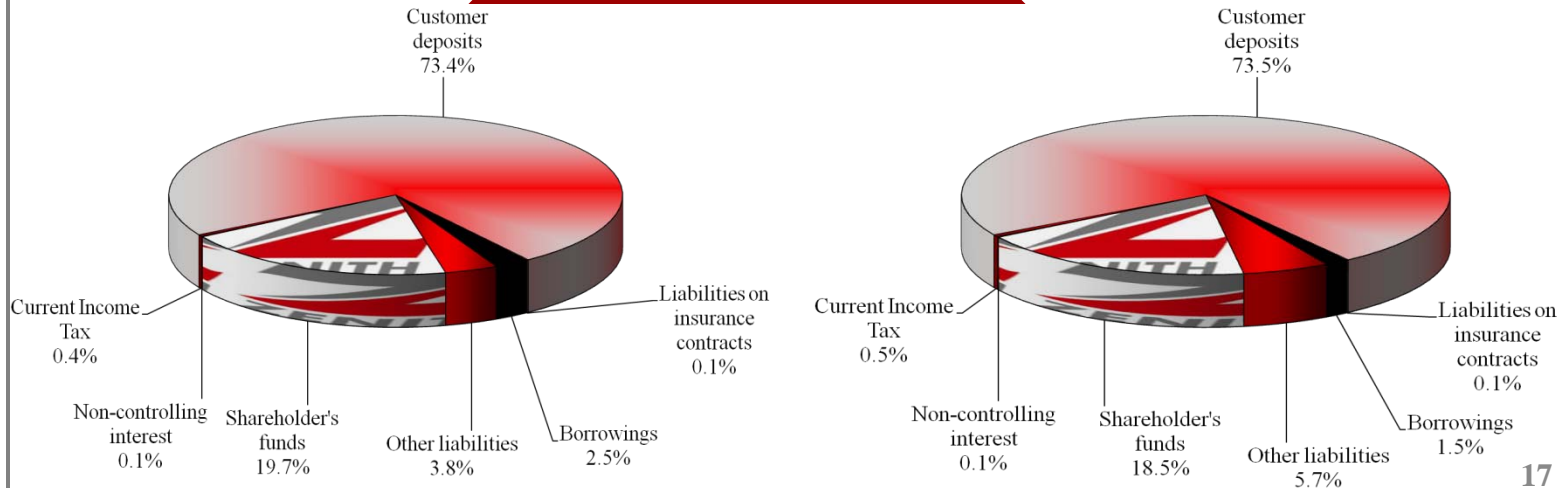 Customer
deposits
73.4%
Current Income
Tax
0.4%
Non-controlling
interest
0.1%
Shareholder's
funds
19.7%
Other liabilities
3.8%
Borrowings
2.5%
Liabilities on
insurance
contracts
0.1%
Customer
deposits
73.5%
Current Income
Tax
0.5%
Non-controlling
interest
0.1%
Shareholder's
funds
18.5%
Other liabilities
5.7%
Borrowings
1.5%
Liabilities on
insurance
contracts
0.1%
17